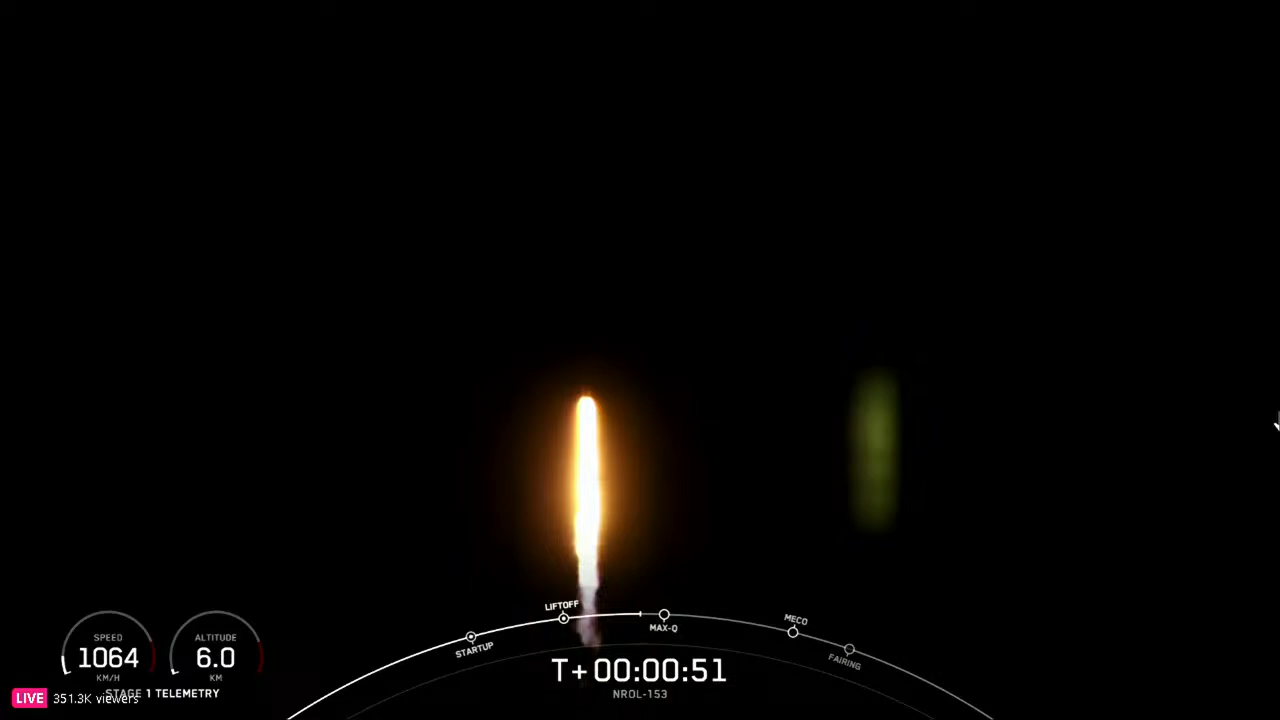 LIFTOFF
STARTUP
MAX-Q
MECO
FAIRING
SPEED
1064
KM/H
ALTITUDE
6.0
KM
STAGE 1 TELEMETRY
LIVE 351.3K viewers
T+00:00:51
NROL-153